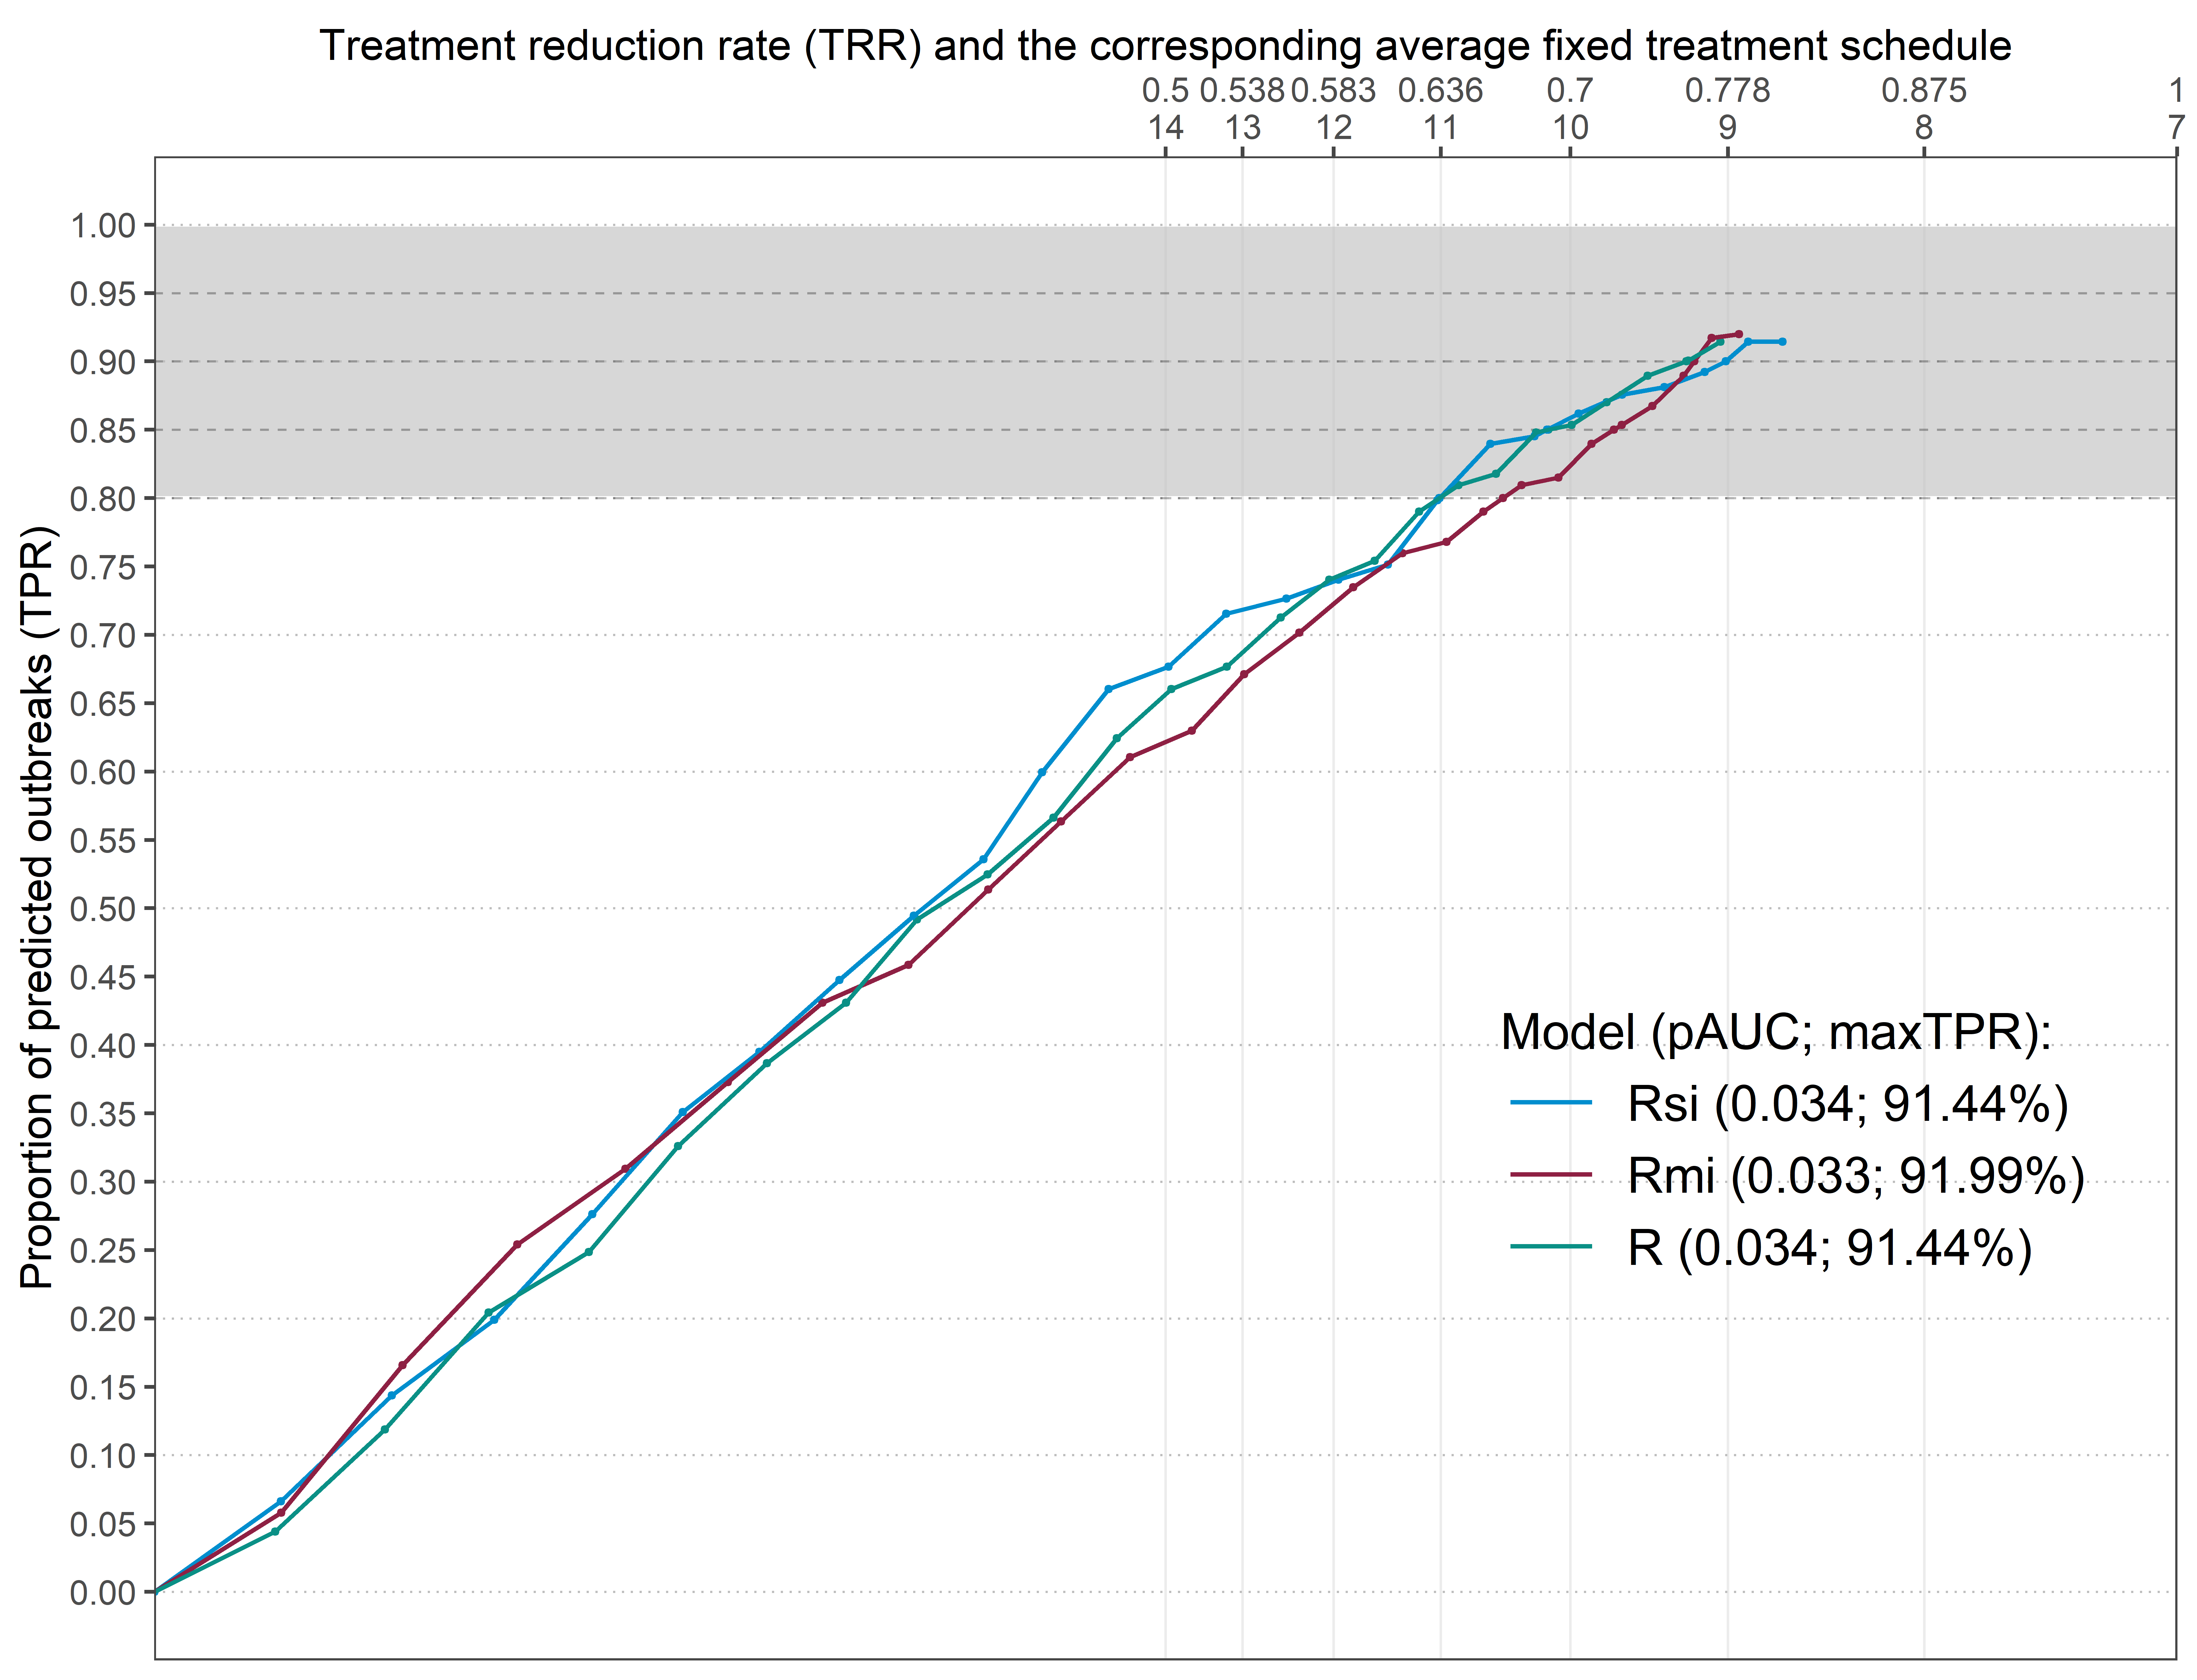 Treatment reduction rate (TRR) and the corresponding average fixed treatment schedule
0.5 0.538 0.583 0.636 0.7 0.778 0.875 1
14 13 12 11 10 9 8 7
Proportion of predicted outbreaks (TPR)
1.00
0.95
0.90
0.85
0.80
0.75
0.70
0.65
0.60
0.55
0.50
0.45
0.40
0.35
0.30
0.25
0.20
0.15
0.10
0.05
0.00
Model (pAUC; maxTPR):
Rsi (0.034; 91.44%)
Rmi (0.033; 91.99%)
R (0.034; 91.44%)